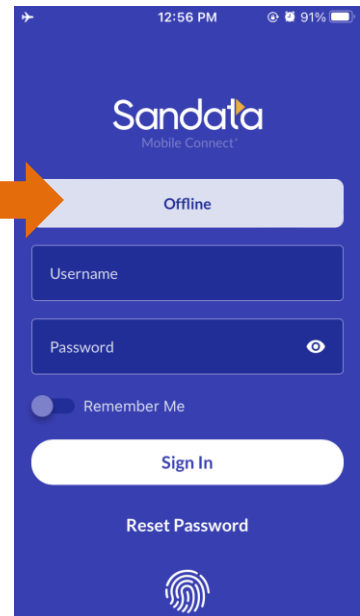 12:56 PM 91%
Sandata
Mobile Connect
Offline
Username
Password
Remember Me
Sign In
Reset Password